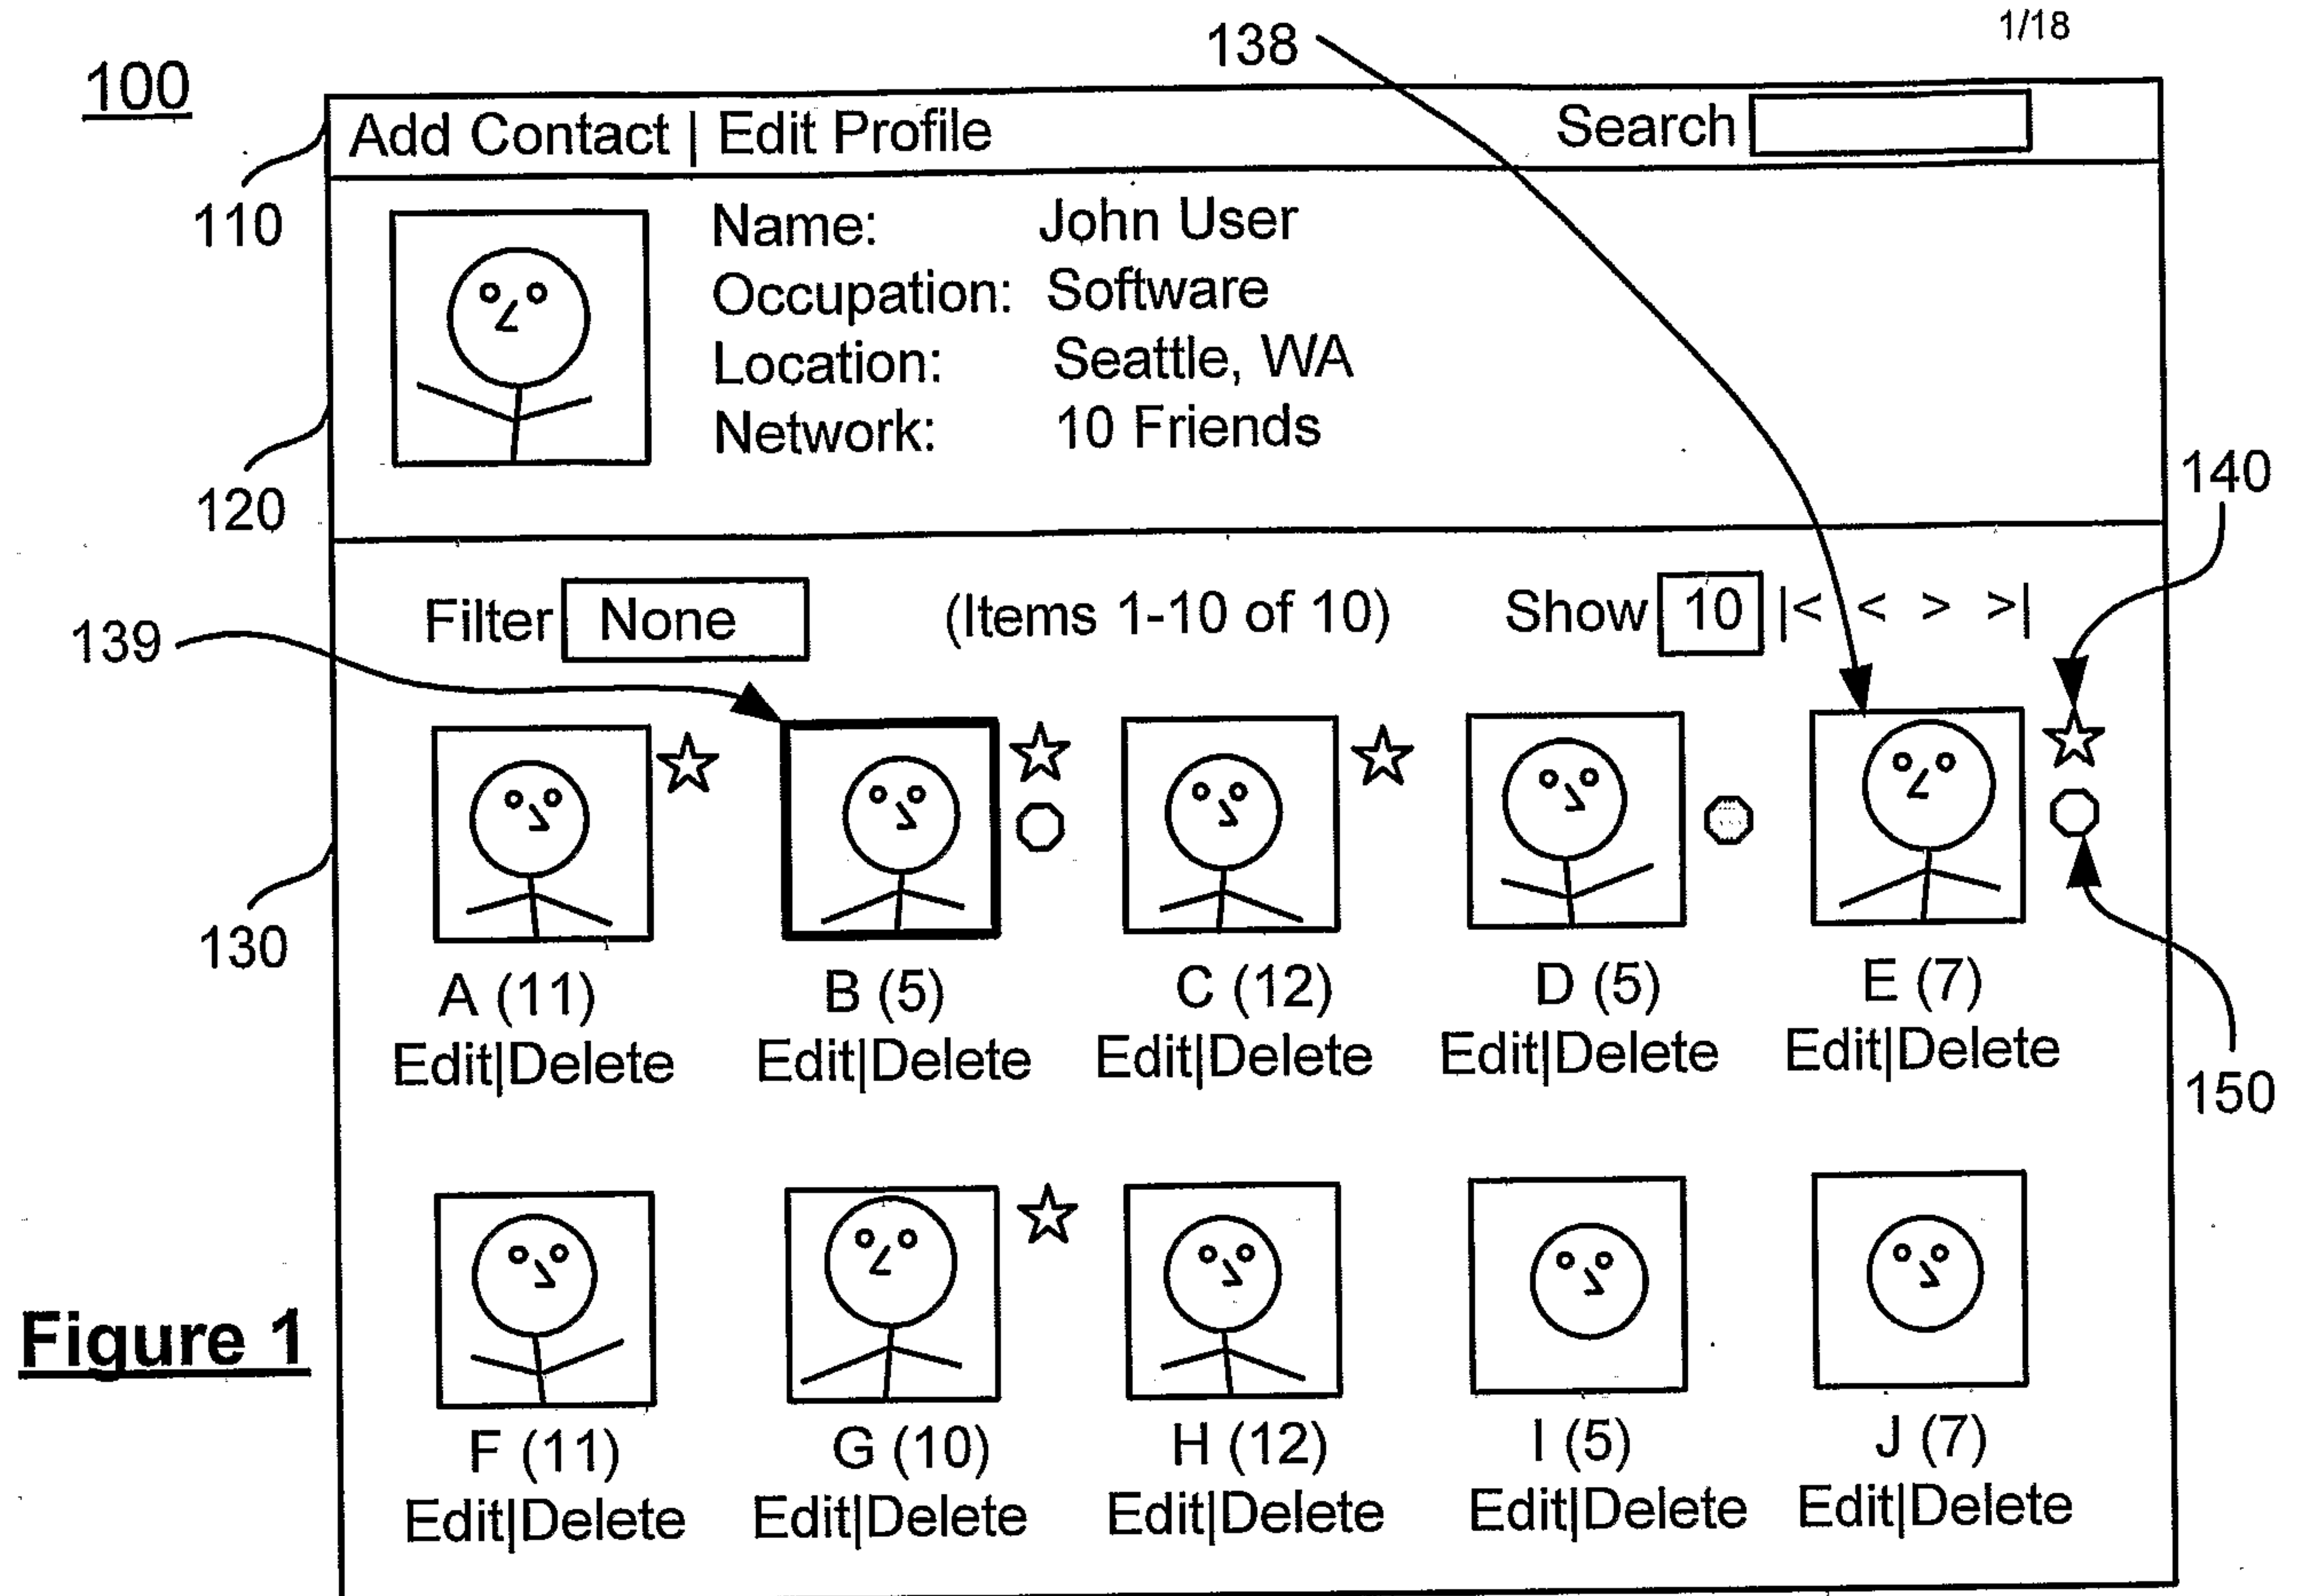 1/18
138
100
Add Contact | Edit Profile Search
110
Name: John User
Occupation: Software
Location: Seattle, WA
Network: 10 Friends
120
140
139
Filter None (Items 1-10 of 10) Show 10 |< < > >|
130
A (11) B (5) C (12) D (5) E (7)
Edit|Delete Edit|Delete Edit|Delete Edit|Delete Edit|Delete
150
Figure 1
F (11) G (10) H (12) I (5) J (7)
Edit|Delete Edit|Delete Edit|Delete Edit|Delete Edit|Delete